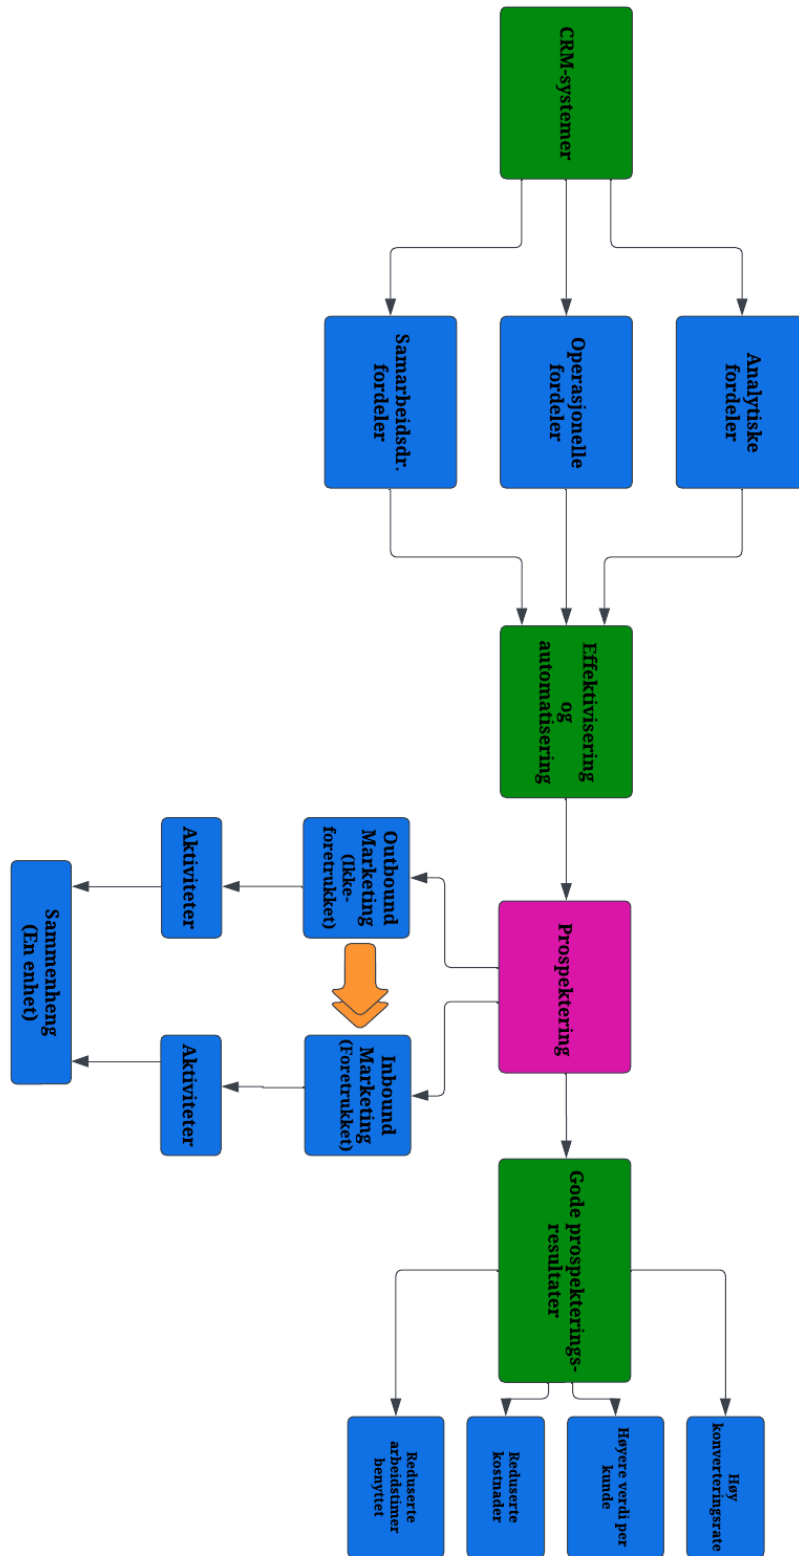 CRM-systemer
Analytiske
fordeler
Operasjonelle
fordeler
Samarbeidsdr.
fordeler
Effektivisering
og
automatisering
Prospektering
Outbound
Marketing
(Ikke-
foretrukket)
Inbound
Marketing
(Foretrukket)
Aktiviteter
Aktiviteter
Sammenheng
(En enhet)
Gode prospekterings-
resultater
Høy
konverteringsrate
Høyere verdi per
kunde
Reduserte
kostnader
Reduserte
arbeidstimer
benyttet